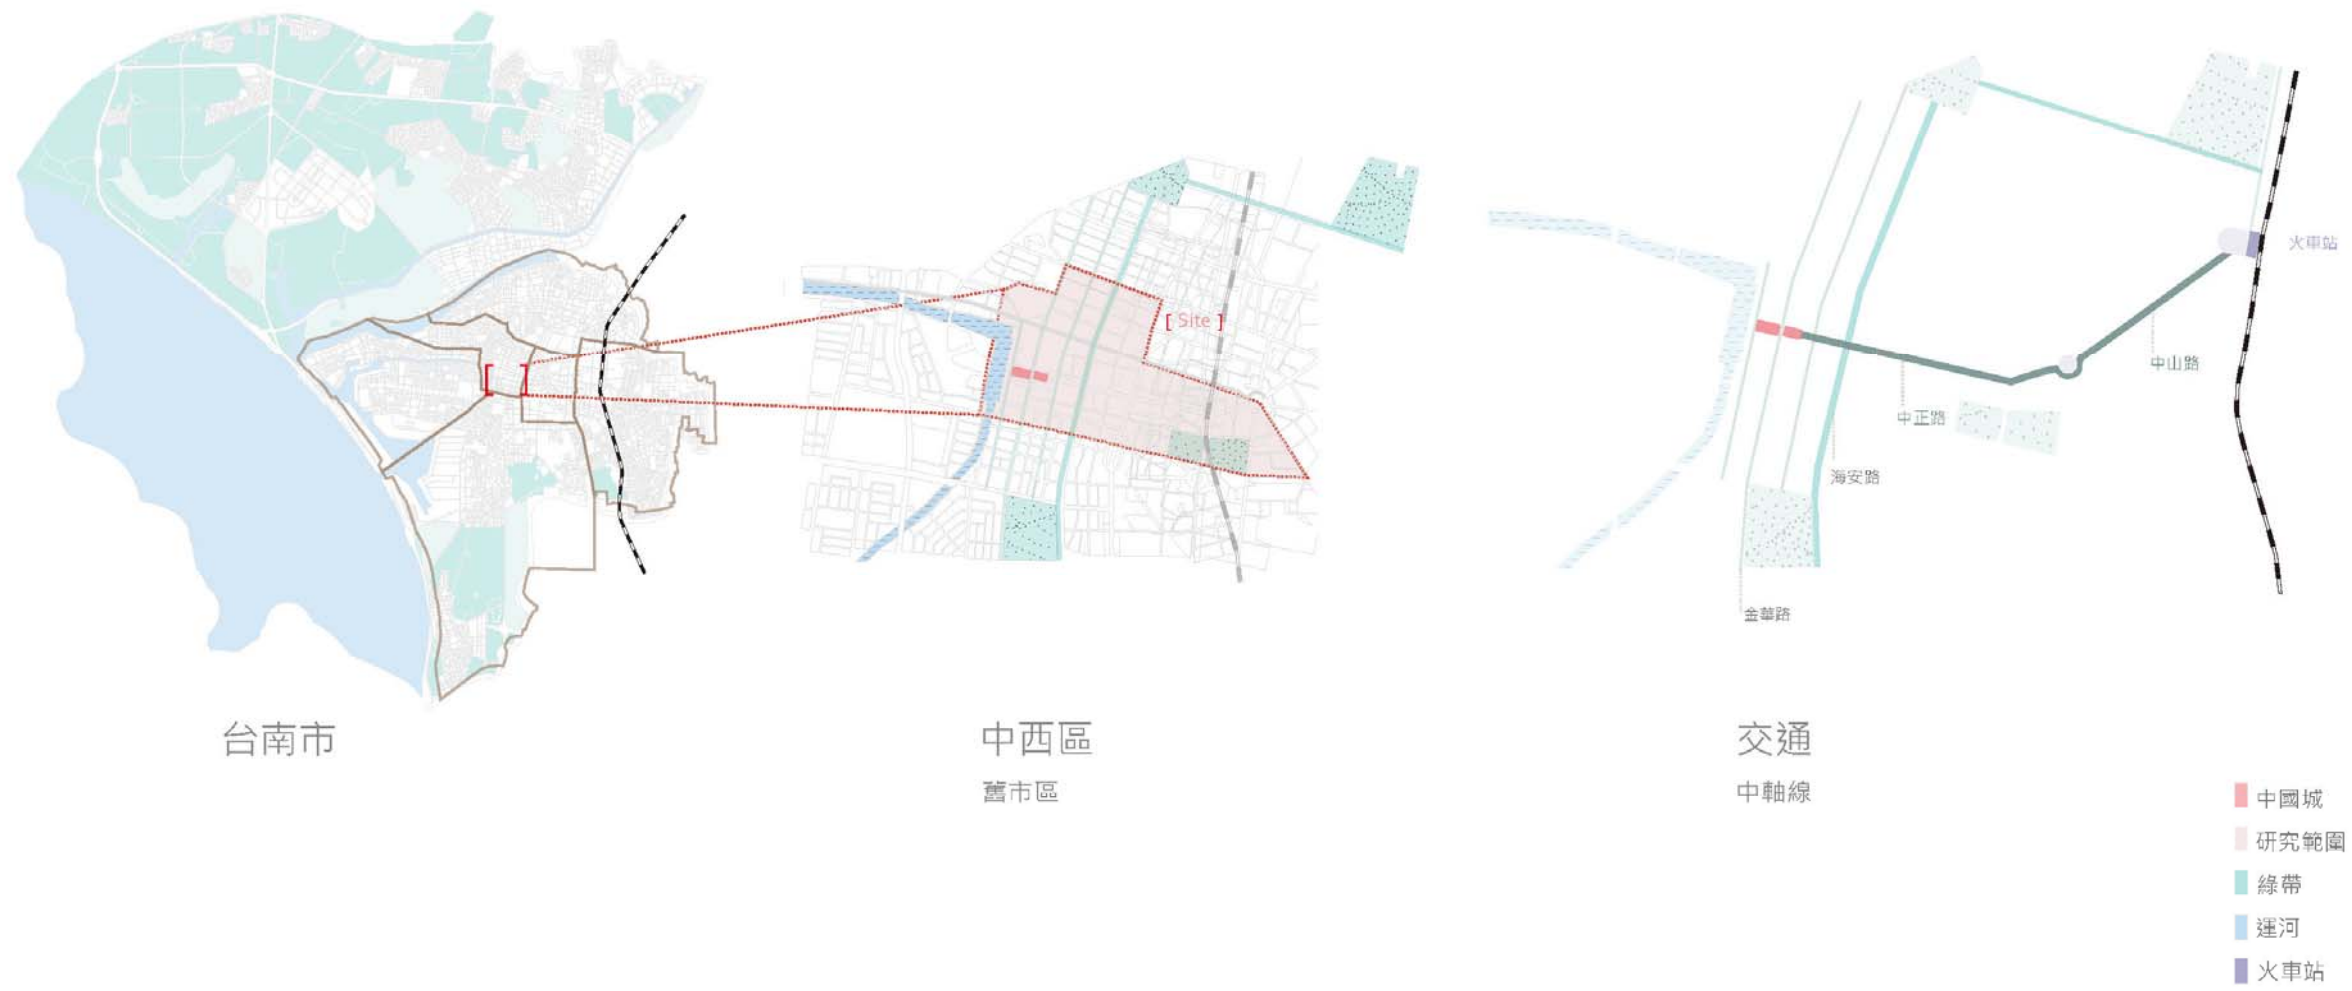 [ Site ]
火車站
中山路
中正路
海安路
金華路
台南市
中西區
舊市區
交通
中軸線
中國城
研究範圍
綠帶
運河
火車站